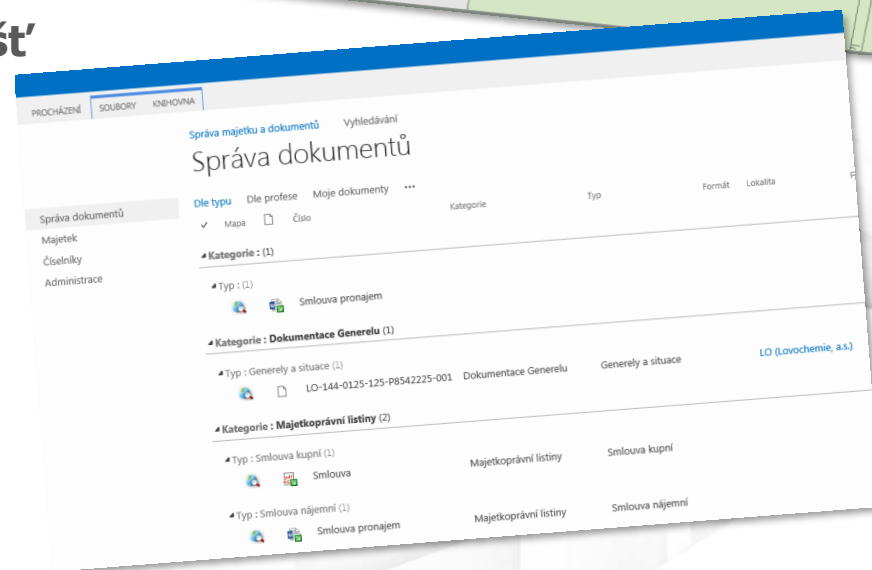 šť
PROCHÁZENÍ SOUBORY KNIHOVNA
Správa majetku a dokumentů Vyhledávání
Správa dokumentů
Správa dokumentů
Majetek
Číselníky
Administrace
Dle typu Dle profese Moje dokumenty ...
Mapa Číslo Kategorie Typ Formát Lokalita
Kategorie : (1)
Typ : (1)
Smlouva pronajem
Kategorie : Dokumentace Generelu (1)
Typ : Generely a situace (1)
LO-144-0125-125-P8542225-001 Dokumentace Generelu Generely a situace LO (Lovochemie, a.s.)
Kategorie : Majetkoprávní listiny (2)
Typ : Smlouva kupní (1)
Smlouva Majetkoprávní listiny Smlouva kupní
Typ : Smlouva nájemní (1)
Smlouva pronajem Majetkoprávní listiny Smlouva nájemní